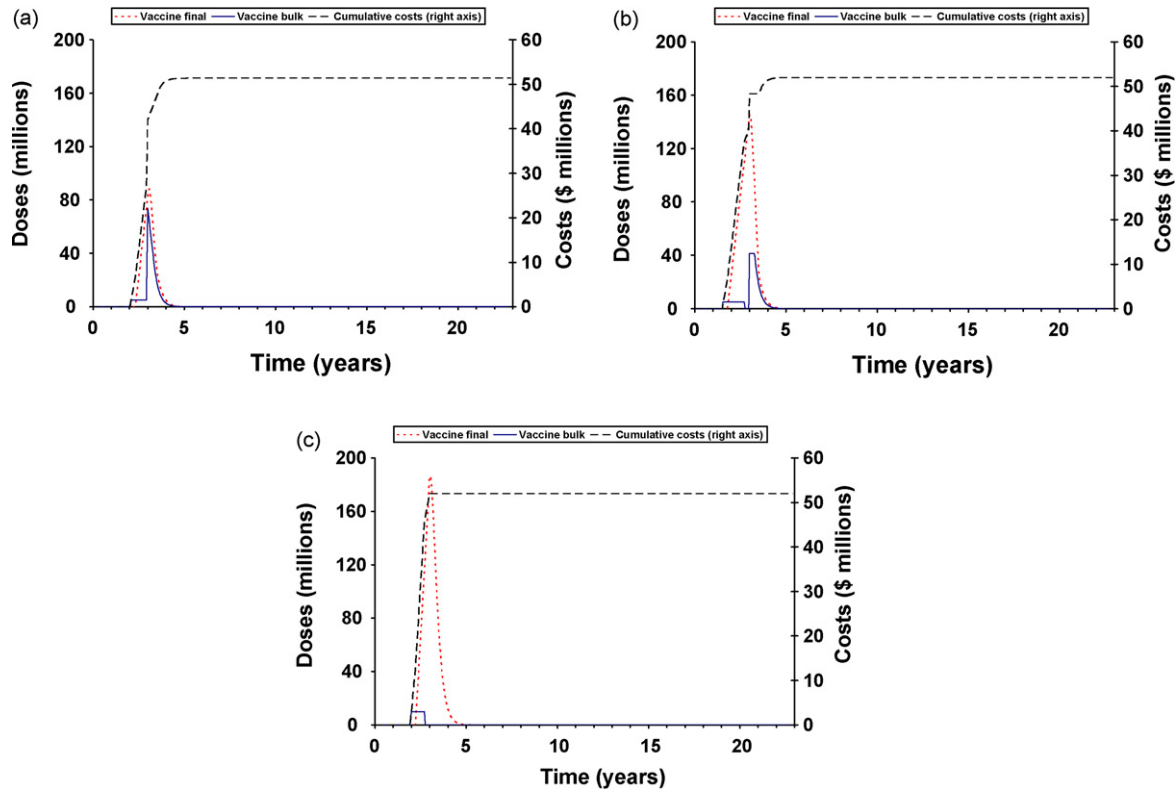 (a)
Vaccine final Vaccine bulk Cumulative costs (right axis)
200 60
160 50
120 40
80 30
40 20
0 10
0
Doses (millions)
Costs ($ millions)
0 5 10 15 20
Time (years)
(b)
Vaccine final Vaccine bulk Cumulative costs (right axis)
200 60
160 50
120 40
80 30
40 20
0 10
0
Doses (millions)
Costs ($ millions)
0 5 10 15 20
Time (years)
(c)
Vaccine final Vaccine bulk Cumulative costs (right axis)
200 60
160 50
120 40
80 30
40 20
0 10
0
Doses (millions)
Costs ($ millions)
0 5 10 15 20
Time (years)